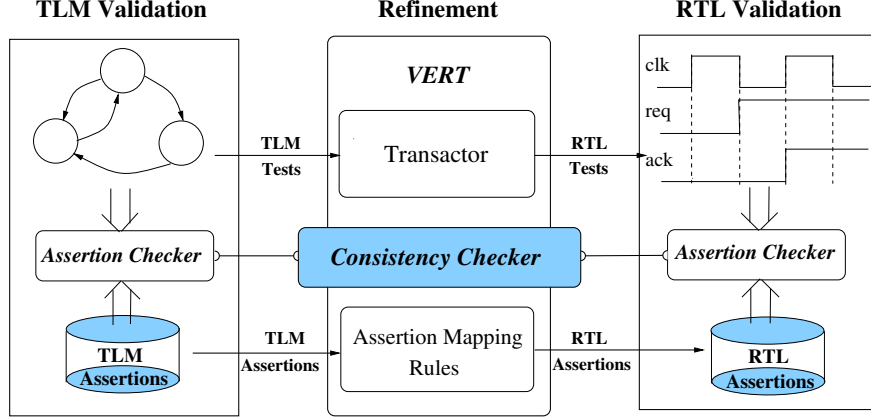 TLM Validation
Refinement
RTL Validation
VERT
clk
req
ack
TLM
Tests
Transactor
RTL
Tests
Assertion Checker
Consistency Checker
Assertion Checker
TLM
Assertions
TLM
Assertions
Assertion Mapping
Rules
RTL
Assertions
RTL
Assertions